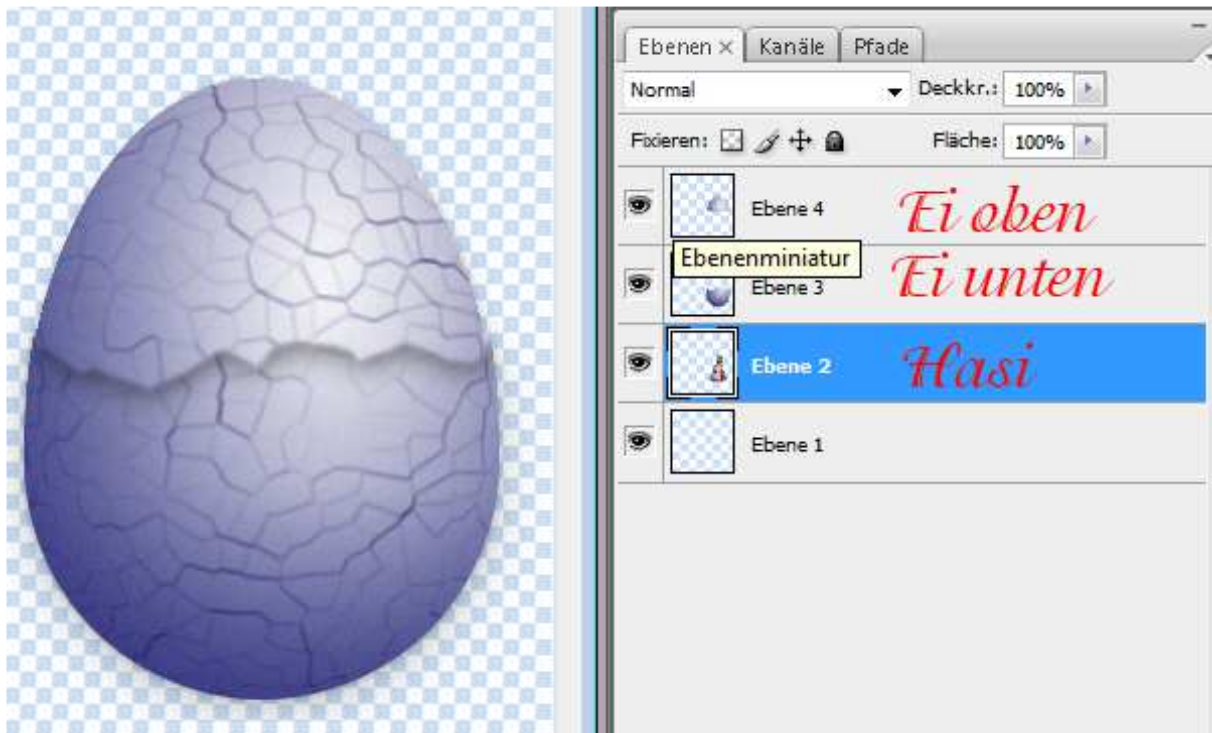 Ebenen × Kanäle Pfade
Normal Deckkr.: 100%
Fixieren: Fläche: 100%
Ebene 4 Ei oben
Ebenenminiatur
Ebene 3 Ei unten
Ebene 2 Hasi
Ebene 1